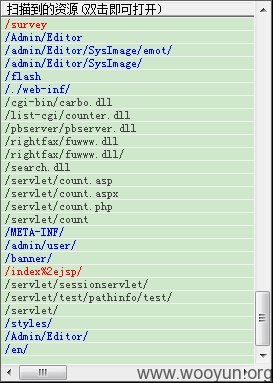 扫描到的资源(双击即可打开)
/survey
/Admin/Editor
/admin/Editor/SysImage/emot/
/admin/Editor/SysImage/
/flash
/./web-inf/
/cgi-bin/carbo.dll
/list-cgi/counter.dll
/pbserver/pbserver.dll
/rightfax/fuwww.dll
/rightfax/fuwww.dll/
/search.dll
/servlet/count.asp
/servlet/count.aspx
/servlet/count.php
/servlet/count
/META-INF/
/admin/user/
/banner/
/index%2ejsp/
/servlet/sessionservlet/
/servlet/test/pathinfo/test/
/servlet/
/styles/
/Admin/Editor/
/en/
www.wooyun.org